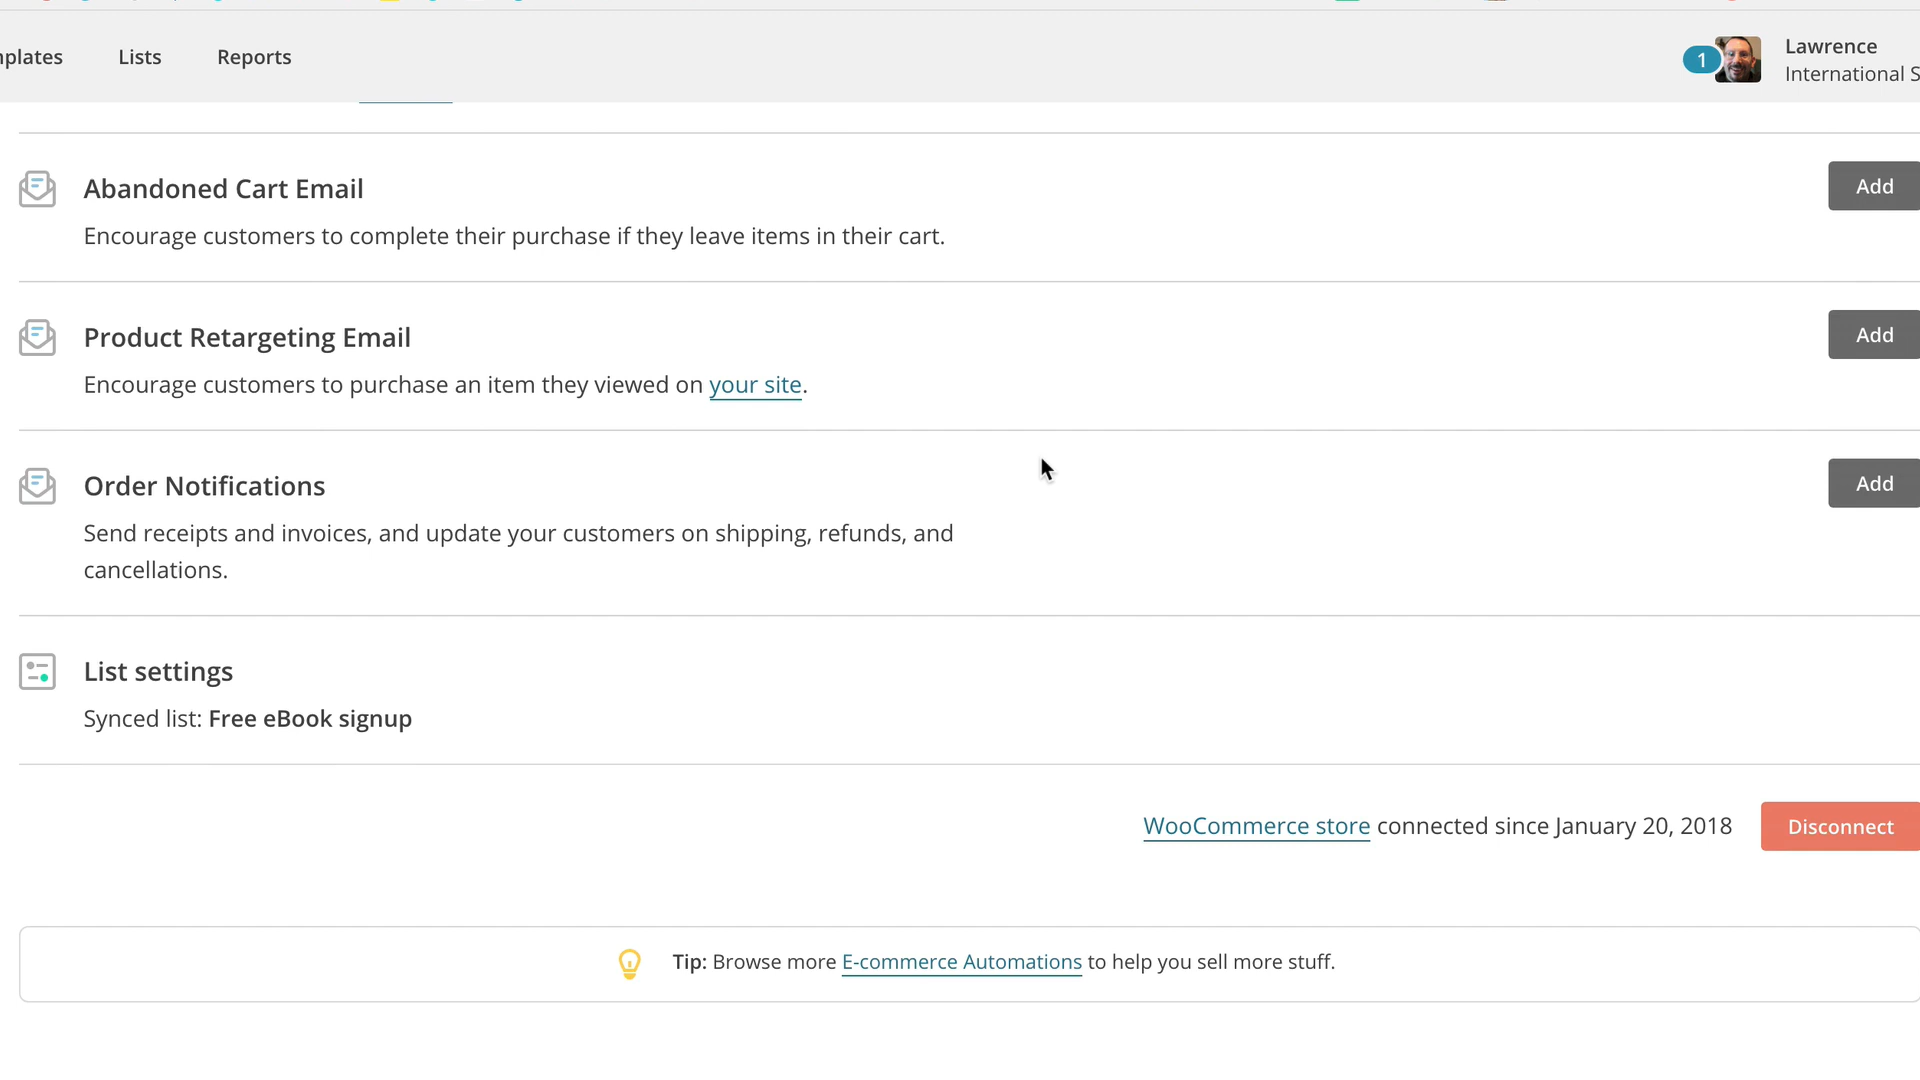 Lists
Reports
1
Lawrence
International
Abandoned Cart Email
Add
Encourage customers to complete their purchase if they leave items in their cart.
Product Retargeting Email
Add
Encourage customers to purchase an item they viewed on your site.
Order Notifications
Add
Send receipts and invoices, and update your customers on shipping, refunds, and
cancellations.
List settings
Synced list: Free eBook signup
WooCommerce store connected since January 20, 2018
Disconnect
Tip: Browse more E-commerce Automations to help you sell more stuff.